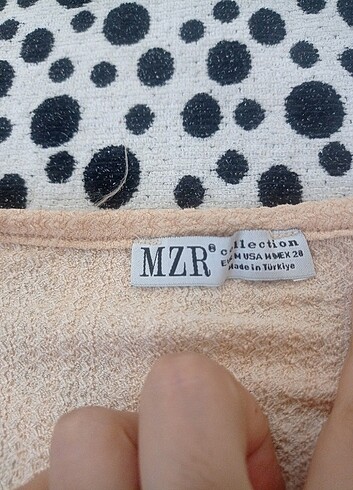 MZR® collection
M USA M MEX 28
Made in Türkiye